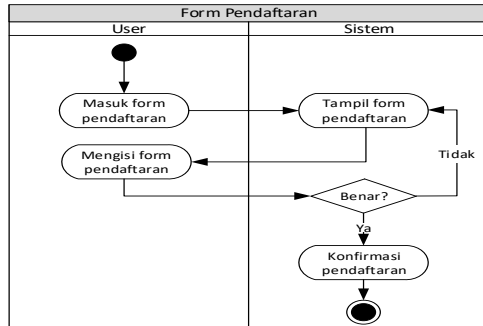 Form Pendaftaran
User
Sistem
Masuk form
pendaftaran
Tampil form
pendaftaran
Mengisi form
pendaftaran
Tidak
Benar?
Ya
Konfirmasi
pendaftaran